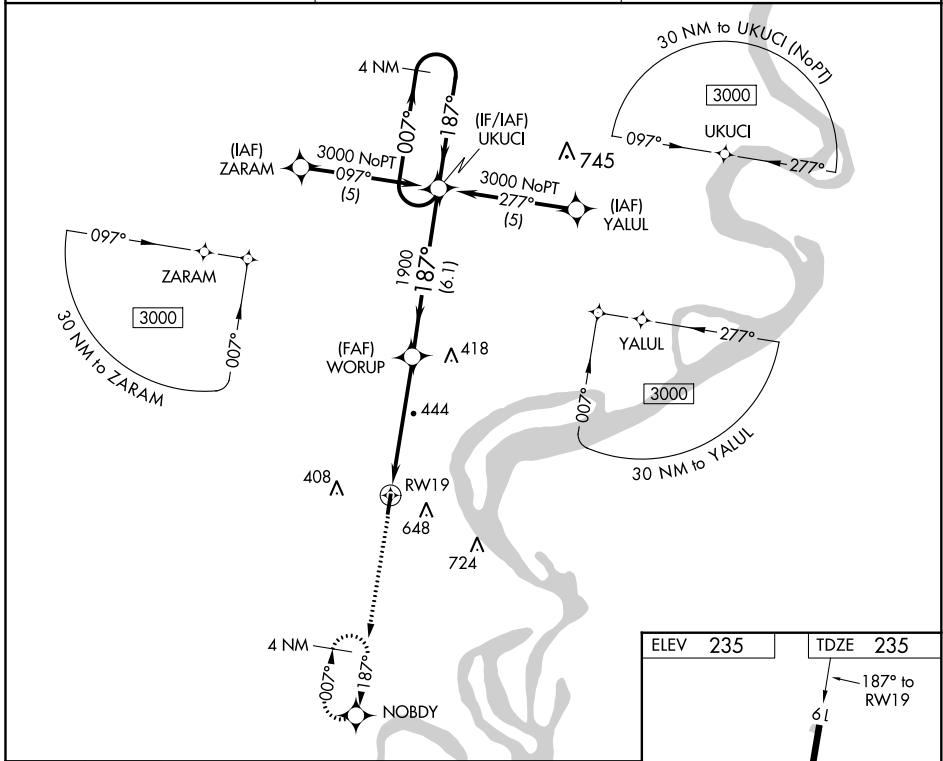 30 NM to UKUCI (NoPT)
3000
UKUCI
097°
277°
4 NM
007°
187°
(IF/IAF)
UKUCI
745
(IAF)
ZARAM
3000 NoPT
097°
(5)
3000 NoPT
277°
(5)
(IAF)
YALUL
097°
ZARAM
3000
007°
30 NM to ZARAM
1900
187°
(6.1)
(FAF)
WORUP
418
444
YALUL
277°
3000
007°
30 NM to YALUL
408
RW19
648
724
4 NM
007°
187°
NOBDY
ELEV 235
TDZE 235
187° to
RW19
19